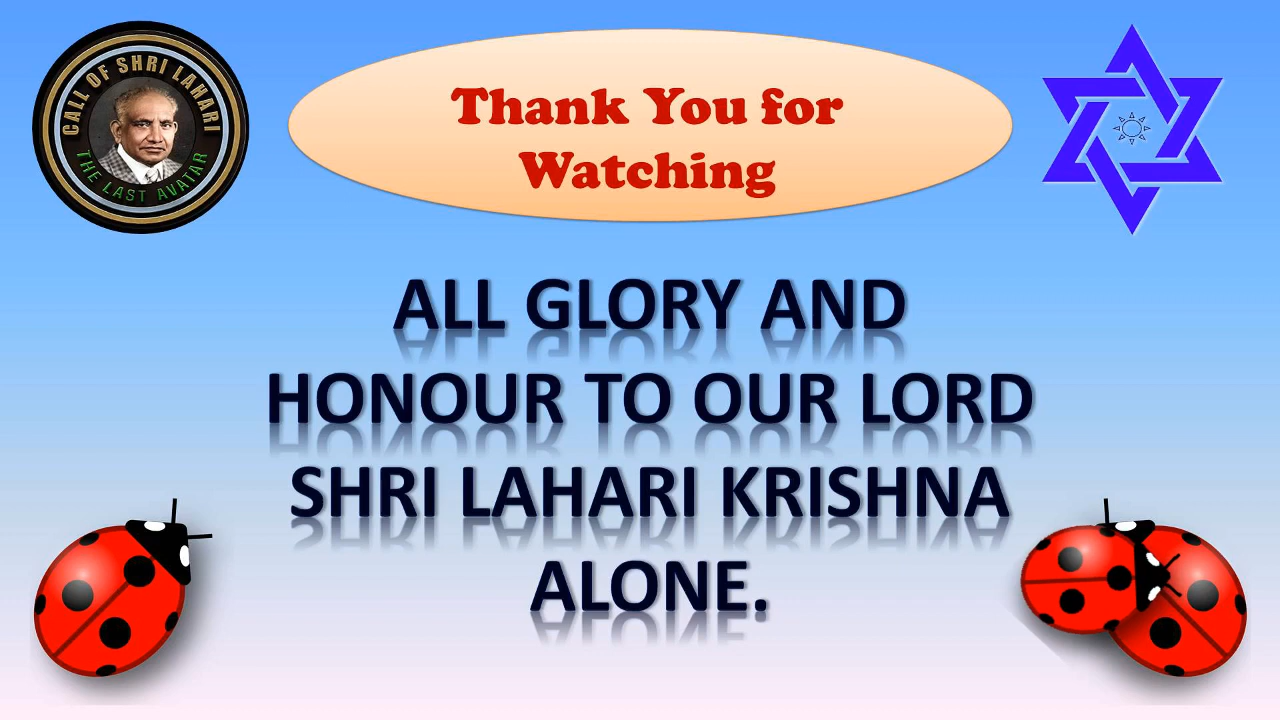 CALL OF SHRI LAHARI
THE LAST AVATAR
Thank You for
Watching
ALL GLORY AND
HONOUR TO OUR LORD
SHRI LAHARI KRISHNA
ALONE.